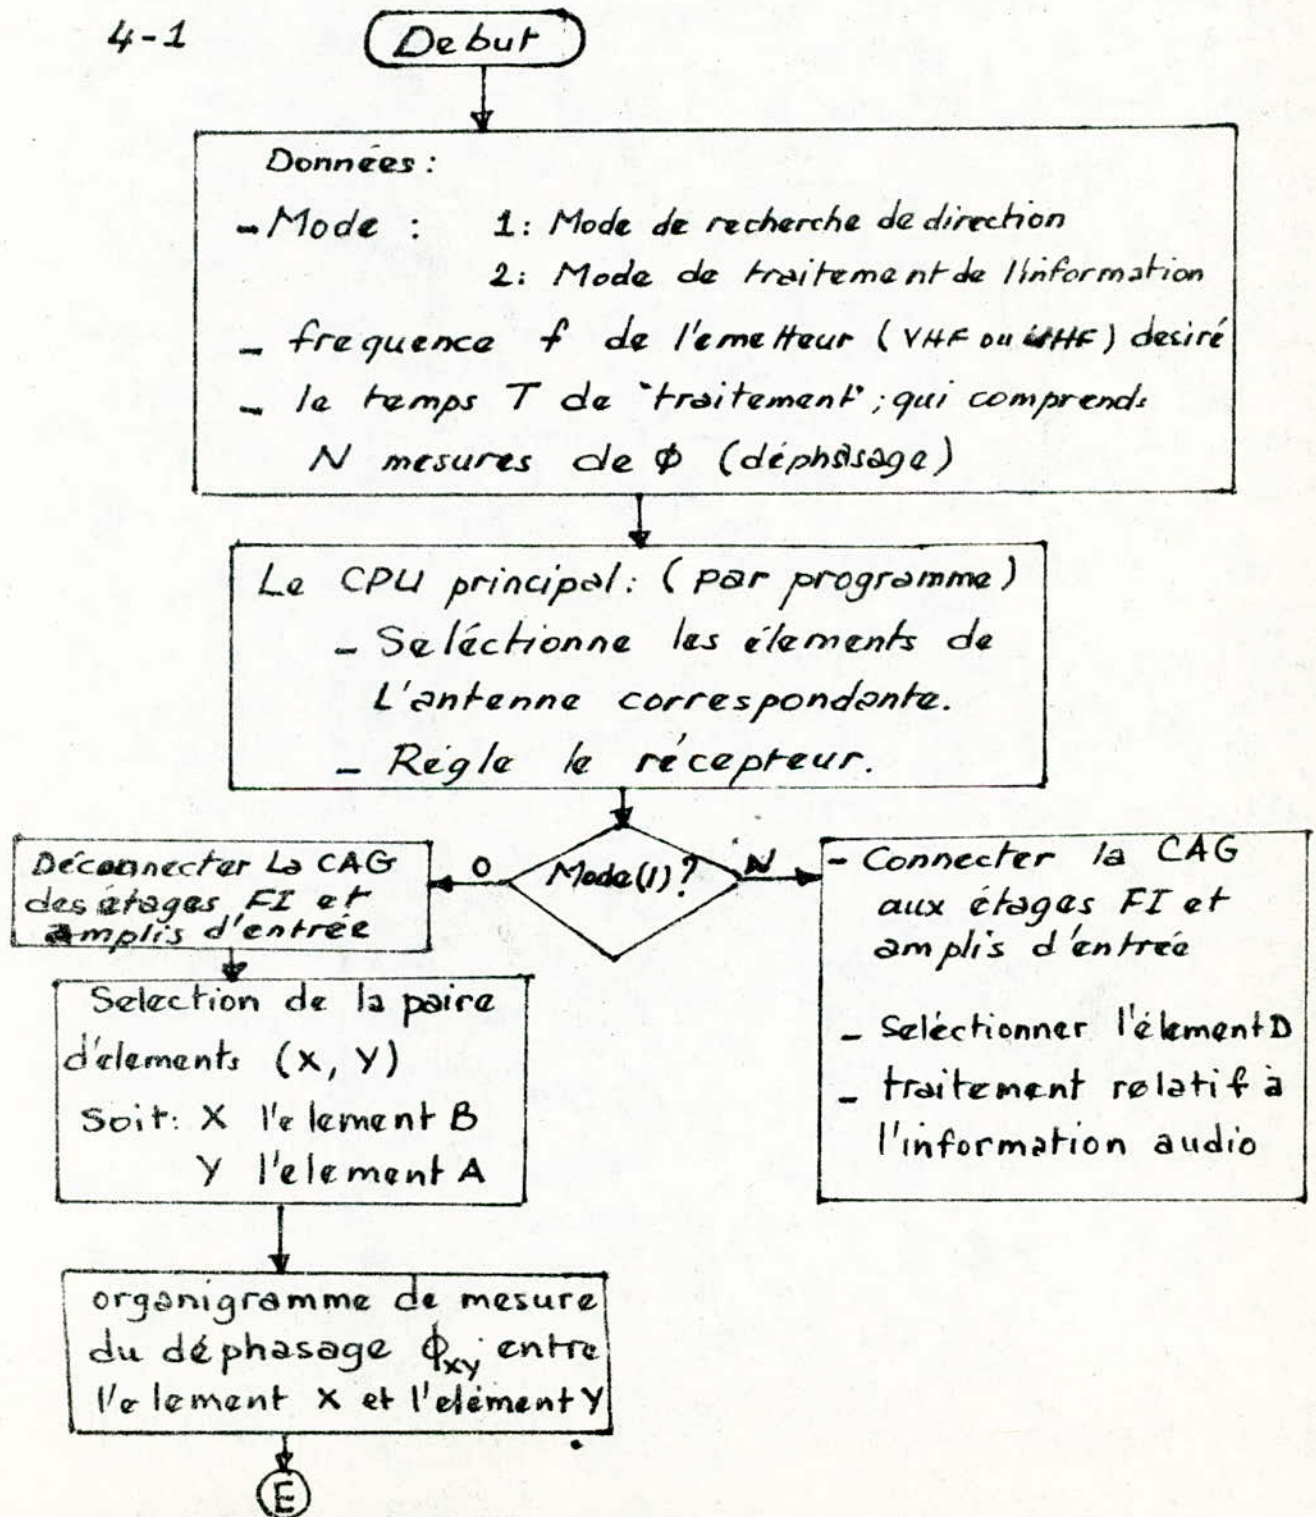 4-1
Debut
Données :
- Mode : 1: Mode de recherche de direction
2: Mode de traitement de l'information
- frequence f de l'emetteur (VHF ou UHF) desiré
- le temps T de "traitement"; qui comprends
N mesures de Φ (déphasage)
Le CPU principal: (par programme)
- Seléctionne les élements de
L'antenne correspondante.
- Régle le récepteur.
Mode(1)?
O
N
Déconnecter La CAG
des étages FI et
amplis d'entrée
- Connecter la CAG
aux étages FI et
amplis d'entrée
- Seléctionner l'élement D
- traitement relatif à
l'information audio
Selection de la paire
d'élements (X, Y)
Soit: X l'element B
Y l'element A
organigramme de mesure
du déphasage Φxy entre
l'element X et l'elément Y
E